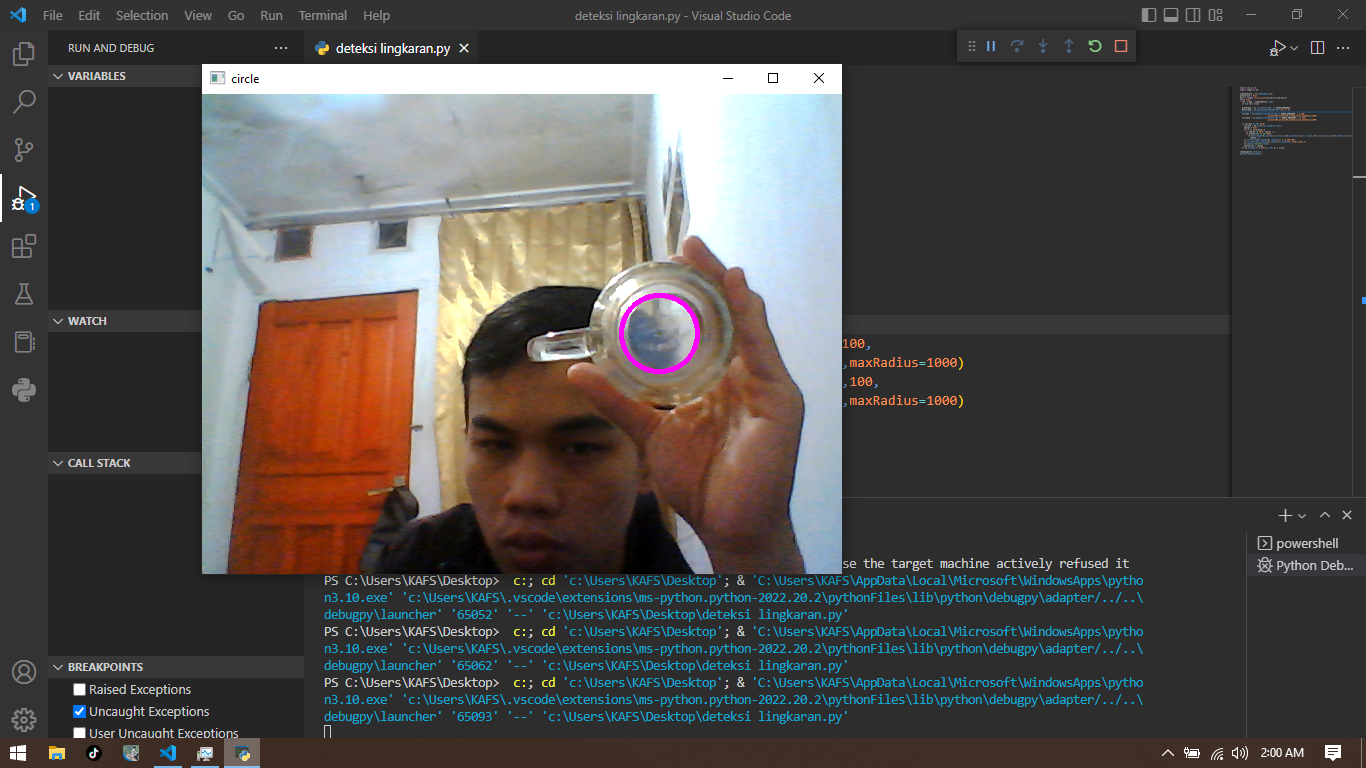 File Edit Selection View Go Run Terminal Help
deteksi lingkaran.py - Visual Studio Code
RUN AND DEBUG
deteksi lingkaran.py
VARIABLES
circle
WATCH
100,
,maxRadius=1000)
,100,
,maxRadius=1000)
CALL STACK
BREAKPOINTS
Raised Exceptions
Uncaught Exceptions
User Uncaught Exceptions
se the target machine actively refused it
PS C:\Users\KAFS\Desktop>  c:; cd 'c:\Users\KAFS\Desktop'; & 'C:\Users\KAFS\AppData\Local\Microsoft\WindowsApps\pytho
n3.10.exe' 'c:\Users\KAFS\.vscode\extensions\ms-python.python-2022.20.2\pythonFiles\lib\python\debugpy\adapter/../..\
debugpy\launcher' '65052' '--' 'c:\Users\KAFS\Desktop\deteksi lingkaran.py'
PS C:\Users\KAFS\Desktop>  c:; cd 'c:\Users\KAFS\Desktop'; & 'C:\Users\KAFS\AppData\Local\Microsoft\WindowsApps\pytho
n3.10.exe' 'c:\Users\KAFS\.vscode\extensions\ms-python.python-2022.20.2\pythonFiles\lib\python\debugpy\adapter/../..\
debugpy\launcher' '65062' '--' 'c:\Users\KAFS\Desktop\deteksi lingkaran.py'
PS C:\Users\KAFS\Desktop>  c:; cd 'c:\Users\KAFS\Desktop'; & 'C:\Users\KAFS\AppData\Local\Microsoft\WindowsApps\pytho
n3.10.exe' 'c:\Users\KAFS\.vscode\extensions\ms-python.python-2022.20.2\pythonFiles\lib\python\debugpy\adapter/../..\
debugpy\launcher' '65093' '--' 'c:\Users\KAFS\Desktop\deteksi lingkaran.py'
powershell
Python Deb...
1
2:00 AM